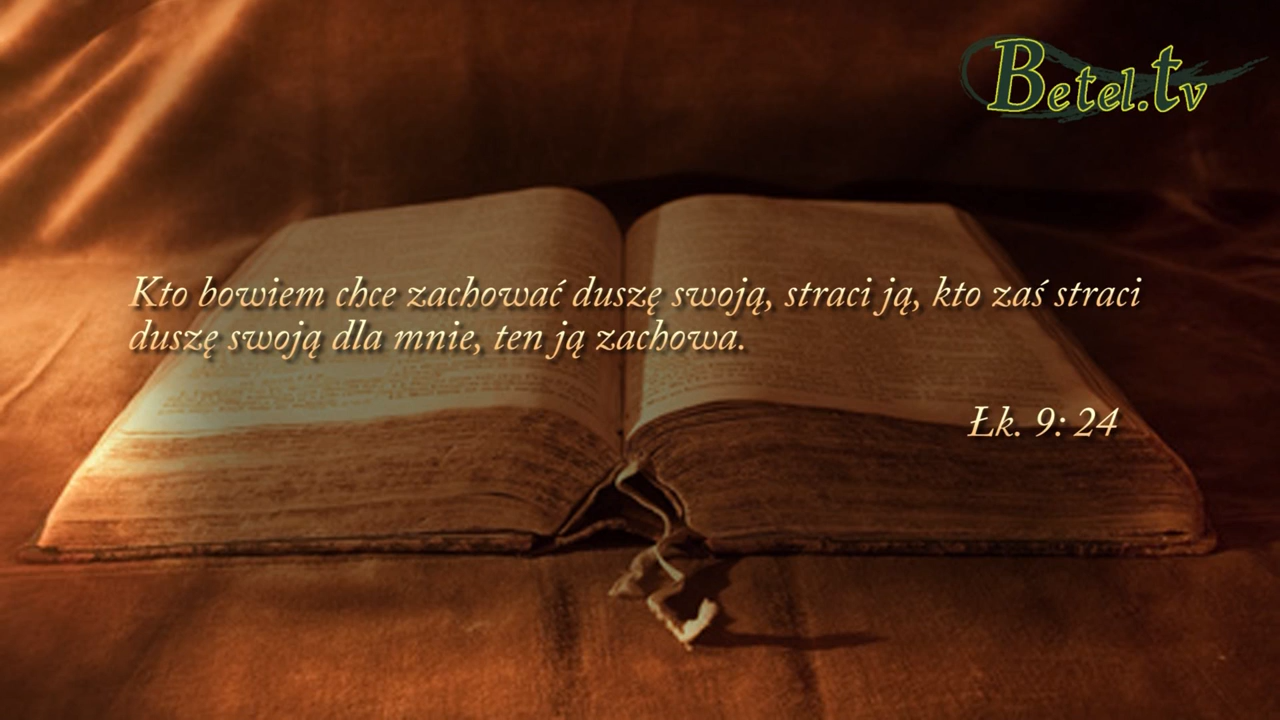 Betel.tv
Kto bowiem chce zachować duszę swoją, straci ją, kto zaś straci
duszę swoją dla mnie, ten ją zachowa.
Łk. 9: 24